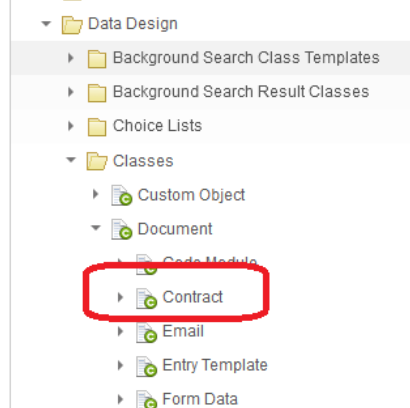 Data Design
Background Search Class Templates
Background Search Result Classes
Choice Lists
Classes
Custom Object
Document
Code Module
Contract
Email
Entry Template
Form Data